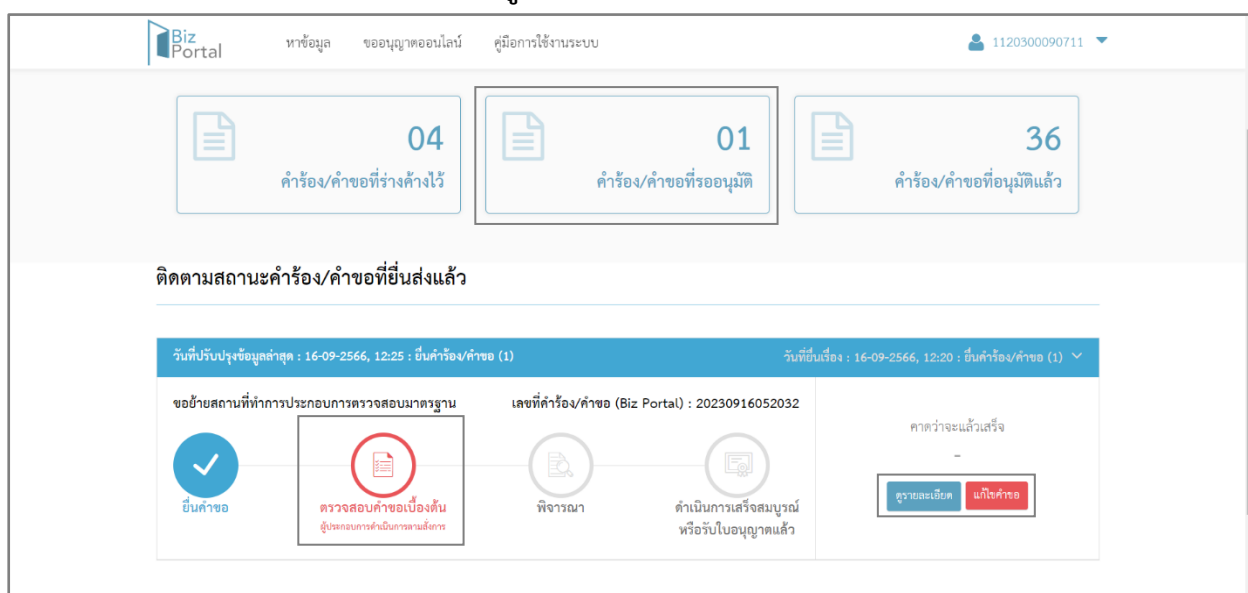 Biz
Portal
หาข้อมูล ขออนุญาตออนไลน์ คู่มือการใช้งานระบบ 1120300090711
04 01 36
คำร้อง/คำขอที่ร่างค้างไว้ คำร้อง/คำขอที่รออนุมัติ คำร้อง/คำขอที่อนุมัติแล้ว
ติดตามสถานะคำร้อง/คำขอที่ยื่นส่งแล้ว
วันที่ปรับปรุงข้อมูลล่าสุด : 16-09-2566, 12:25 : ยื่นคำร้อง/คำขอ (1) วันที่ยื่นเรื่อง : 16-09-2566, 12:20 : ยื่นคำร้อง/คำขอ (1)
ขอย้ายสถานที่ทำการประกอบการตรวจสอบมาตรฐาน เลขที่คำร้อง/คำขอ (Biz Portal) : 20230916052032
คาดว่าจะแล้วเสร็จ
-
ดูรายละเอียด แก้ไขคำขอ
ยื่นคำขอ ตรวจสอบคำขอเบื้องต้น พิจารณา ดำเนินการเสร็จสมบูรณ์
ผู้ประกอบการดำเนินการตามสั่งการ หรือรับใบอนุญาตแล้ว